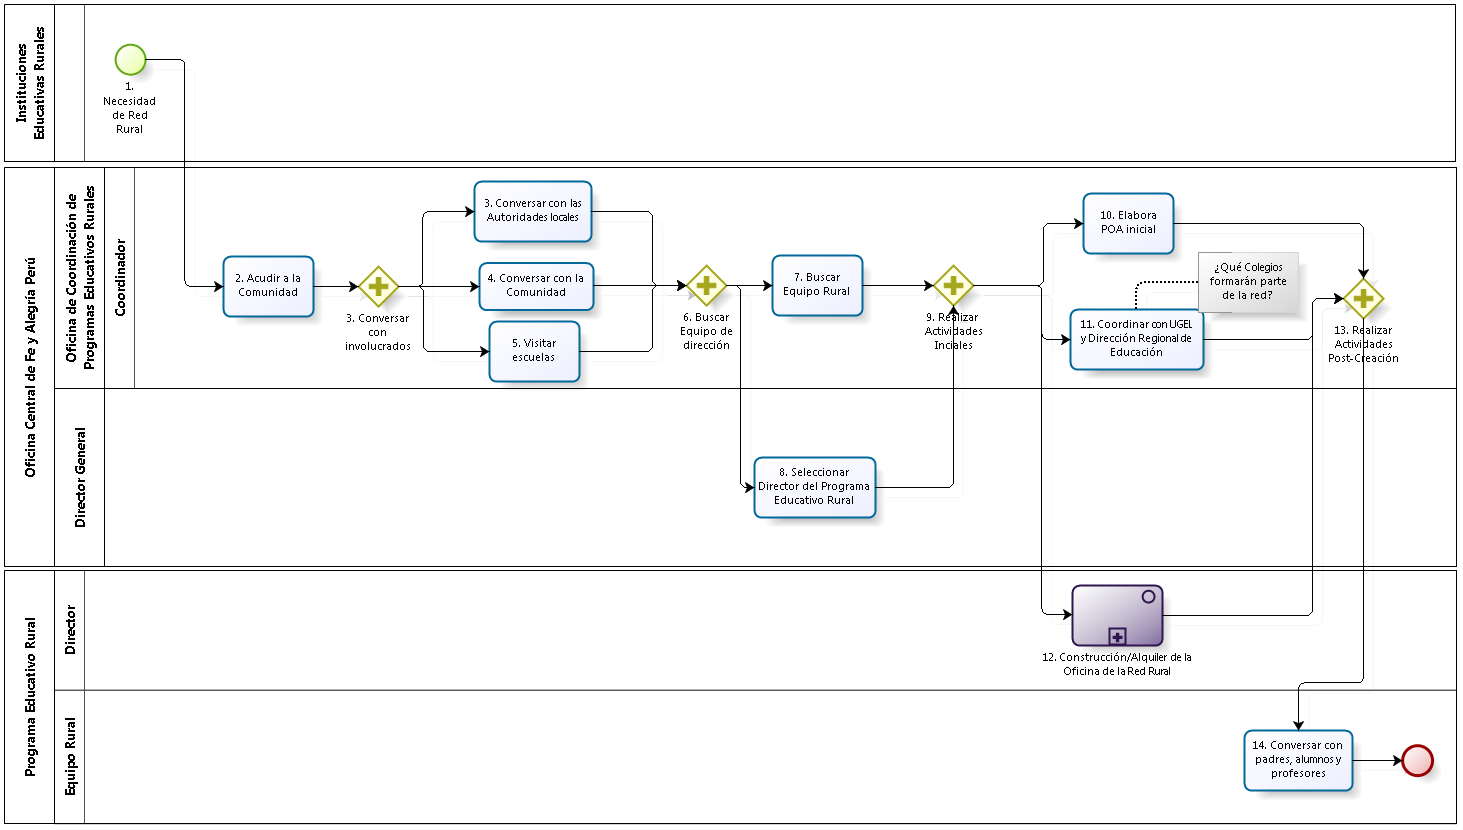 Instituciones
Educativas Rurales
1.
Necesidad
de Red
Rural
Oficina Central de Fe y Alegría Perú
Oficina de Coordinación de
Programas Educativos Rurales
Coordinador
2. Acudir a la
Comunidad
3. Conversar
con
involucrados
3. Conversar con las
Autoridades locales
4. Conversar con la
Comunidad
5. Visitar
escuelas
6. Buscar
Equipo de
dirección
7. Buscar
Equipo Rural
9. Realizar
Actividades
Inciales
10. Elabora
POA inicial
¿Qué Colegios
formarán parte
de la red?
11. Coordinar con UGEL
y Dirección Regional de
Educación
13. Realizar
Actividades
Post-Creación
Director General
8. Seleccionar
Director del Programa
Educativo Rural
Programa Educativo Rural
Director
12. Construcción/Alquiler de la
Oficina de la Red Rural
Equipo Rural
14. Conversar con
padres, alumnos y
profesores